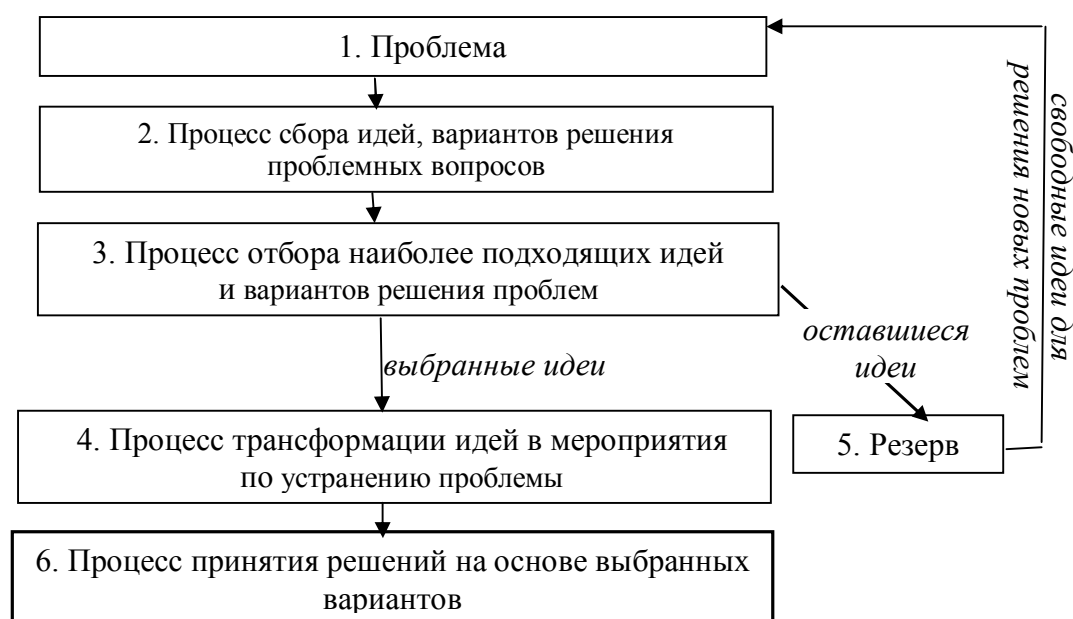 1. Проблема
2. Процесс сбора идей, вариантов решения
проблемных вопросов
3. Процесс отбора наиболее подходящих идей
и вариантов решения проблем
выбранные идеи
оставшиеся
идеи
4. Процесс трансформации идей в мероприятия
по устранению проблемы
5. Резерв
свободные идеи для
решения новых проблем
6. Процесс принятия решений на основе выбранных
вариантов